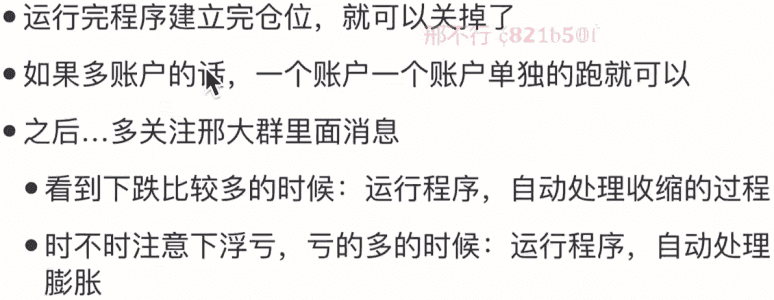 •运行完程序建立完仓位，就可以关掉了
邢不行
•如果多账户的话，一个账户一个账户单独的跑就可以
•之后...多关注邢大群里面消息
•看到下跌比较多的时候：运行程序，自动处理收缩的过程
•时不时注意下浮亏，亏的多的时候：运行程序，自动处理
膨胀